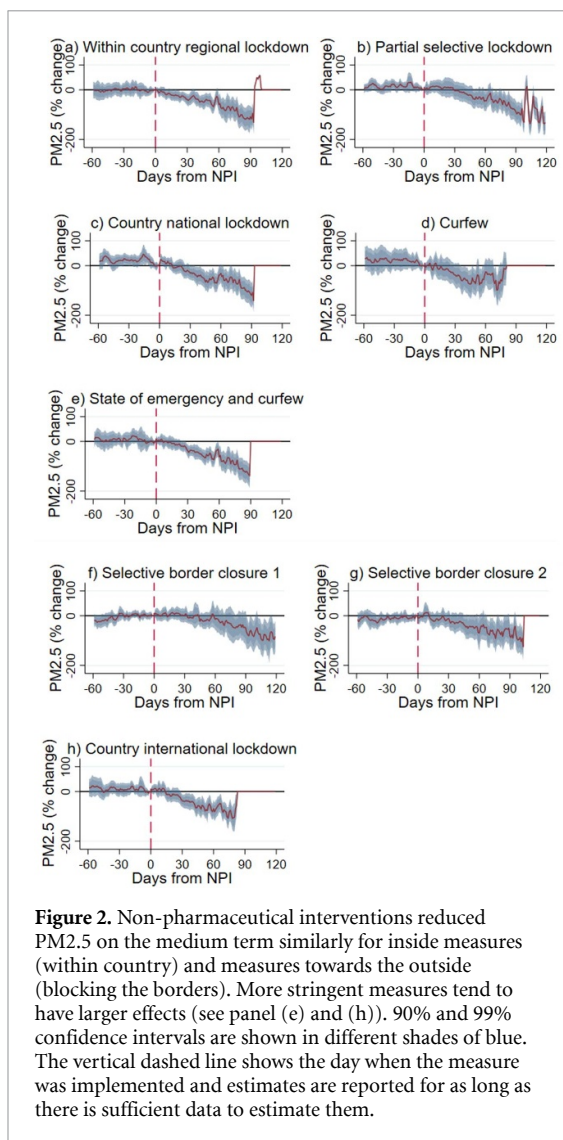 a) Within country regional lockdown
PM2.5 (% change)
100
0
-200
-60 -30 0 30 60 90 120
Days from NPI
b) Partial selective lockdown
PM2.5 (% change)
100
0
-200
-60 -30 0 30 60 90 120
Days from NPI
c) Country national lockdown
PM2.5 (% change)
100
0
-200
-60 -30 0 30 60 90 120
Days from NPI
d) Curfew
PM2.5 (% change)
100
0
-200
-60 -30 0 30 60 90 120
Days from NPI
e) State of emergency and curfew
PM2.5 (% change)
100
0
-200
-60 -30 0 30 60 90 120
Days from NPI
f) Selective border closure 1
PM2.5 (% change)
100
0
-200
-60 -30 0 30 60 90 120
Days from NPI
g) Selective border closure 2
PM2.5 (% change)
100
0
-200
-60 -30 0 30 60 90 120
Days from NPI
h) Country international lockdown
PM2.5 (% change)
100
0
-200
-60 -30 0 30 60 90 120
Days from NPI
Figure 2. Non-pharmaceutical interventions reduced
PM2.5 on the medium term similarly for inside measures
(within country) and measures towards the outside
(blocking the borders). More stringent measures tend to
have larger effects (see panel (e) and (h)). 90% and 99%
confidence intervals are shown in different shades of blue.
The vertical dashed line shows the day when the measure
was implemented and estimates are reported for as long as
there is sufficient data to estimate them.